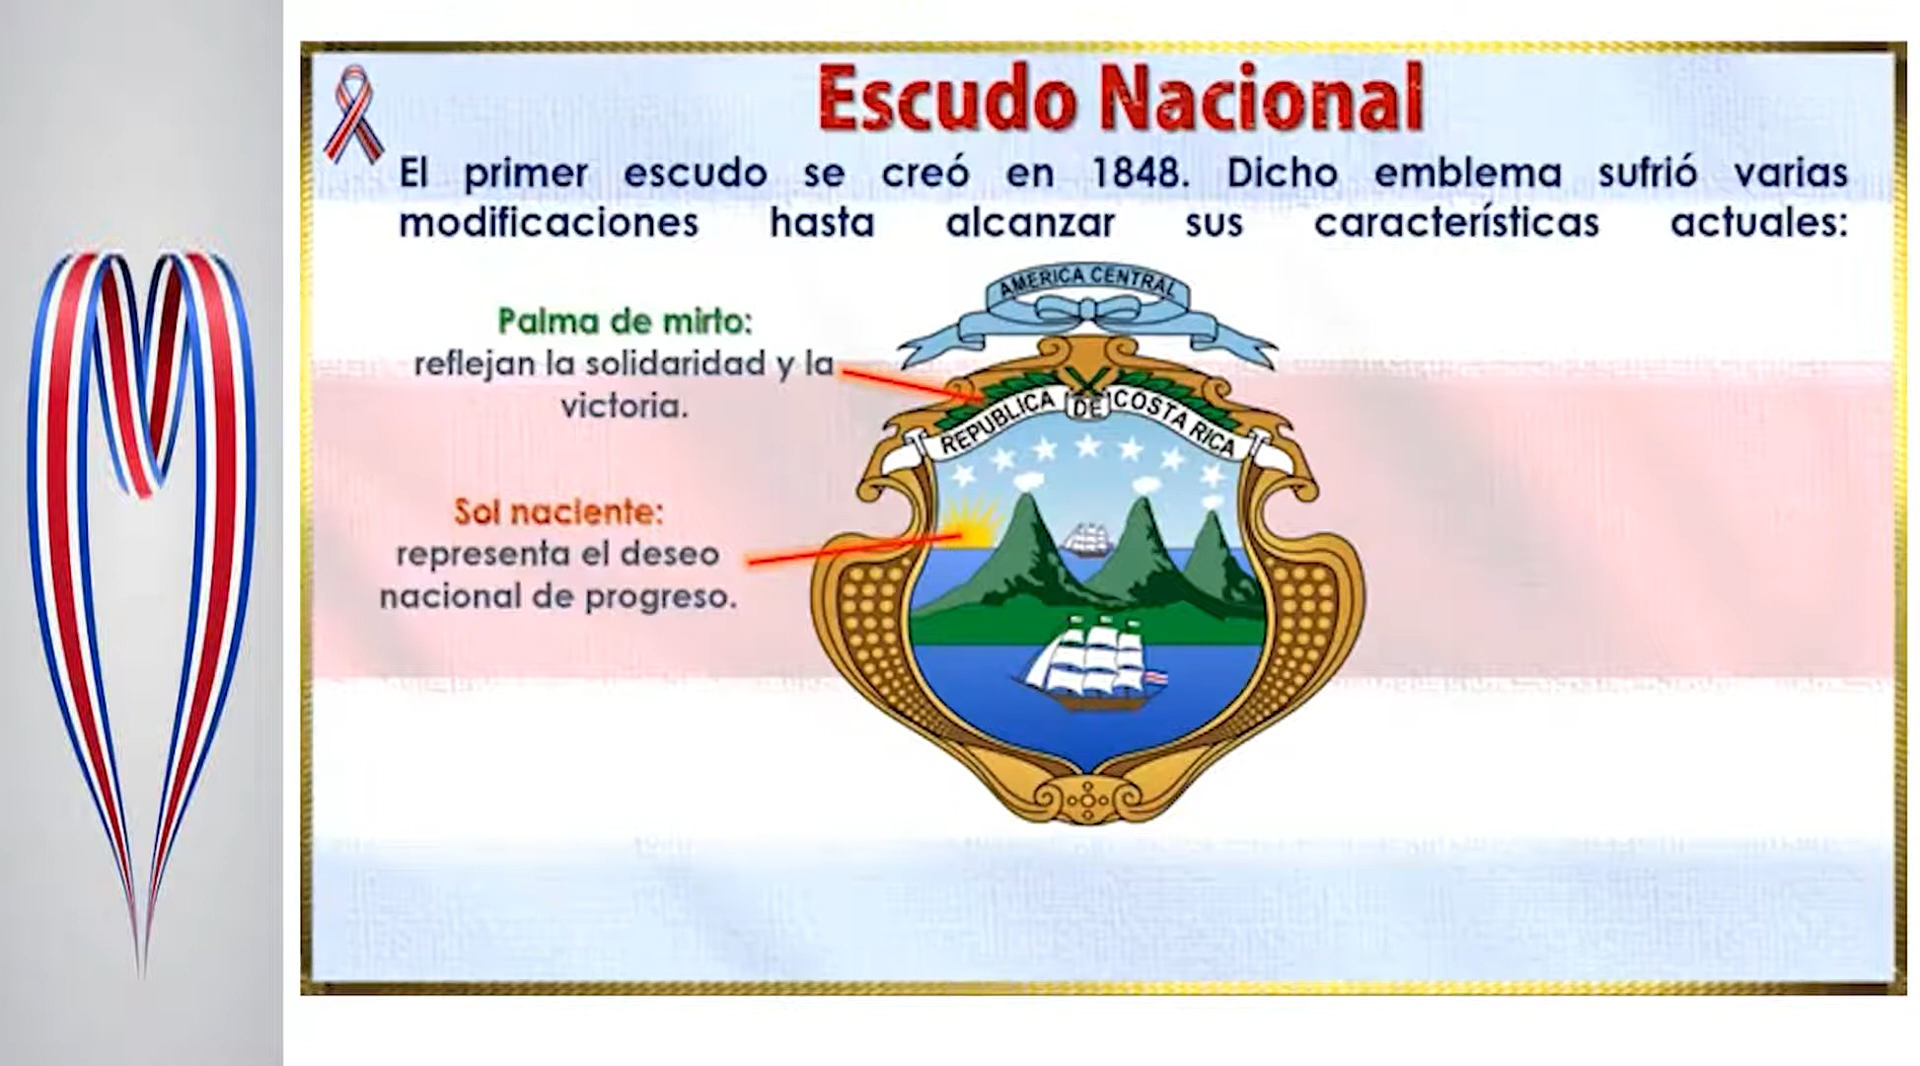 Escudo Nacional
El primer escudo se creó en 1848. Dicho emblema sufrió varias
modificaciones hasta alcanzar sus características actuales:
AMERICA CENTRAL
Palma de mirto:
reflejan la solidaridad y la
victoria.
REPUBLICA DE COSTA RICA
Sol naciente:
representa el deseo
nacional de progreso.